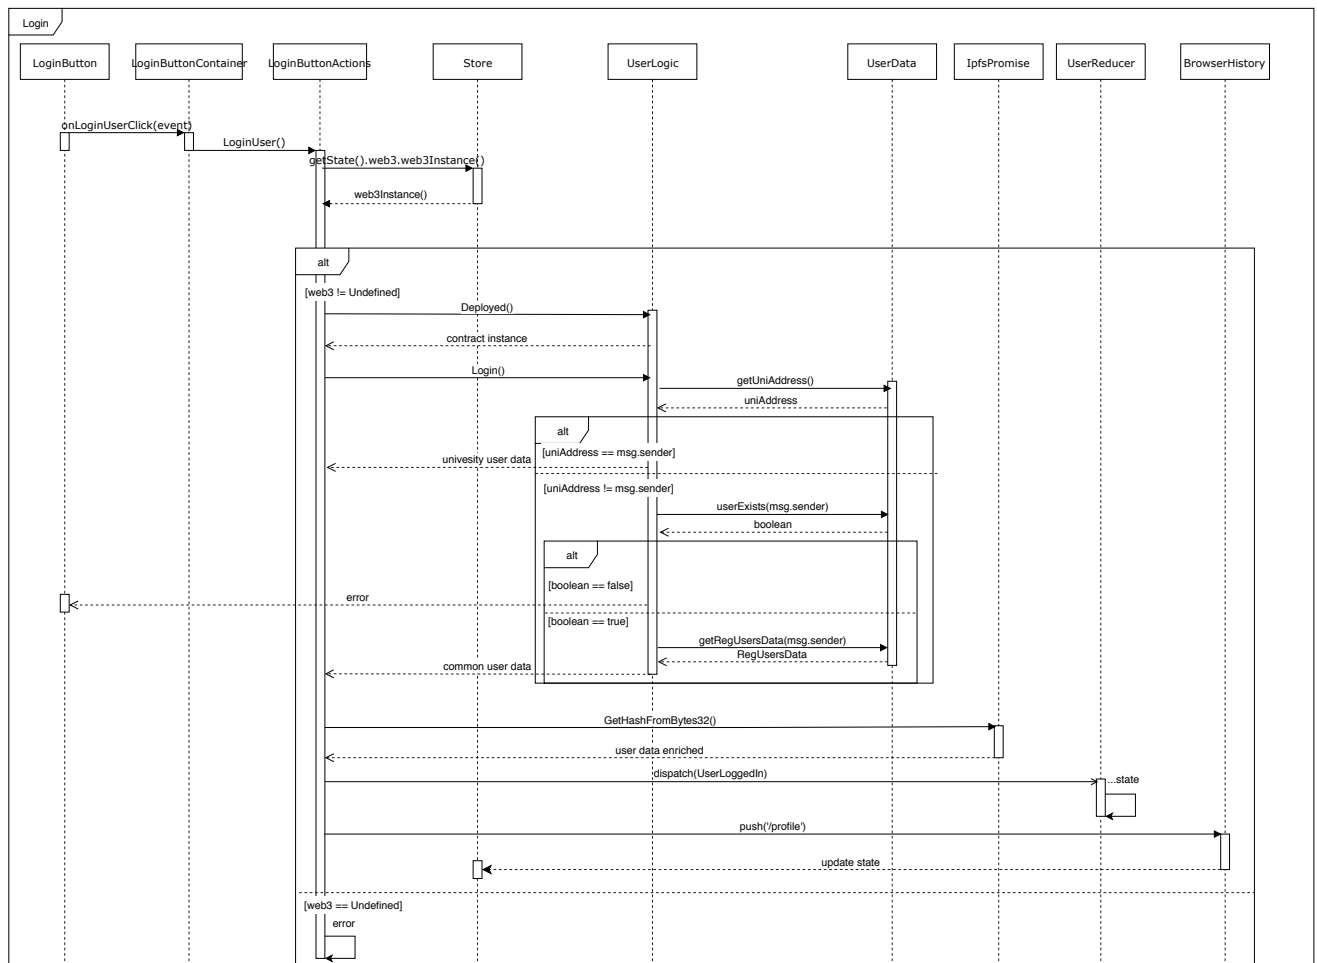 Login
LoginButton
LoginButtonContainer
LoginButtonActions
Store
UserLogic
UserData
IpfsPromise
UserReducer
BrowserHistory
onLoginUserClick(event)
LoginUser()
getState().web3.web3Instance()
web3Instance()
alt
[web3 != Undefined]
Deployed()
contract instance
Login()
getUniAddress()
uniAddress
alt
[uniAddress == msg.sender]
univesity user data
[uniAddress != msg.sender]
userExists(msg.sender)
boolean
alt
[boolean == false]
error
[boolean == true]
getRegUsersData(msg.sender)
RegUsersData
common user data
GetHashFromBytes32()
user data enriched
dispatch(UserLoggedIn)
...state
push('/profile')
update state
[web3 == Undefined]
error